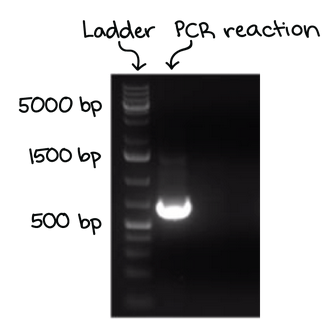 Ladder PCR reaction
5000 bp
1500 bp
500 bp